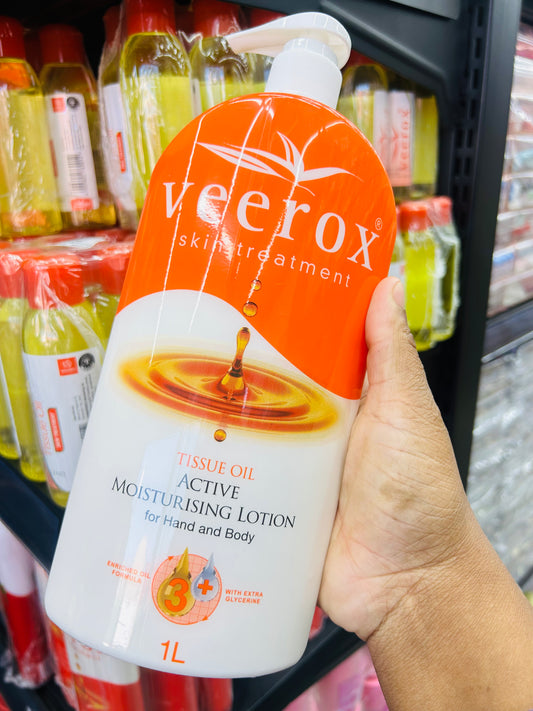 veerox®
skin treatment
TISSUE OIL
ACTIVE
MOISTURISING LOTION
for Hand and Body
ENRICHED OIL
FORMULA
3+
WITH EXTRA
GLYCERINE
1L